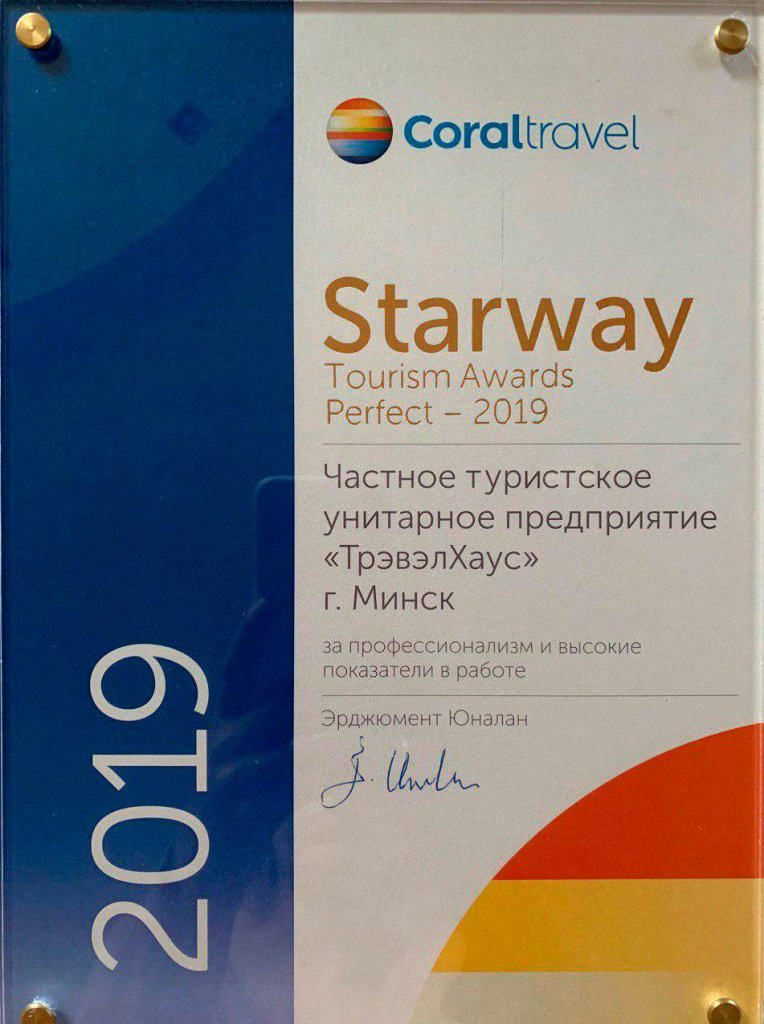 Coraltravel
Starway
Tourism Awards
Perfect – 2019
Частное туристское
унитарное предприятие
«ТрэвэлХаус»
г. Минск
за профессионализм и высокие
показатели в работе
Эрджюмент Юналан
2019